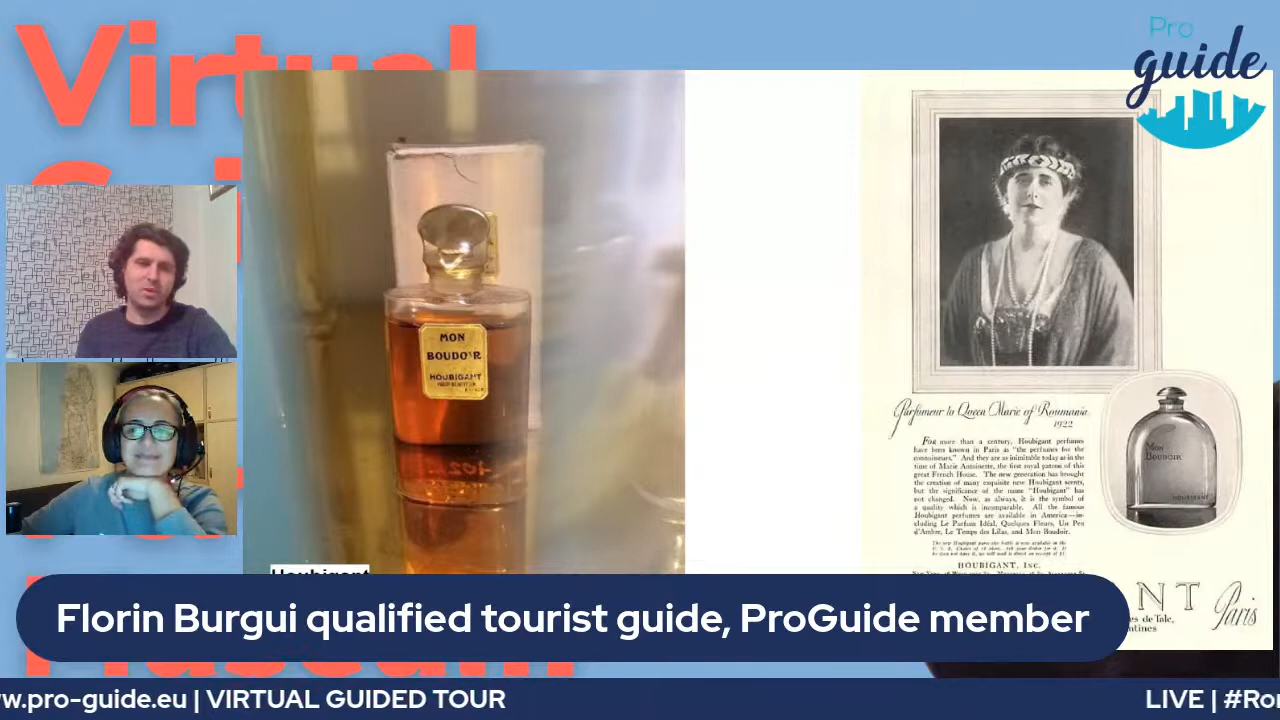 Virtual
Pro
guide
MON
BOUDOIR
HOUBIGANT
Parfumeur to Queen Marie of Roumania
1922
For more than a century, Houbigant perfumes
have been known in Paris as "the perfumes for the
connoisseurs." And they are as inimitable today as in the
time of Marie Antoinette, the first royal patron of this
great French House. The new generation has brought
the creation of many exquisite new Houbigant scents,
but the significance of the name "Houbigant" has
not changed. Now, as always, it is the symbol of
a quality which is incomparable. All the famous
Houbigant perfumes are available in America—in-
cluding Le Parfum Idéal, Quelques Fleurs, Un Peu
d'Ambre, Le Temps des Lilas, and Mon Boudoir.
HOUBIGANT, Inc.
Mon
BOUDOIR
HOUBIGANT
Houbigant
NT Paris
es de Talc,
ntines
Florin Burgui qualified tourist guide, ProGuide member
w.pro-guide.eu | VIRTUAL GUIDED TOUR
LIVE | #Ro